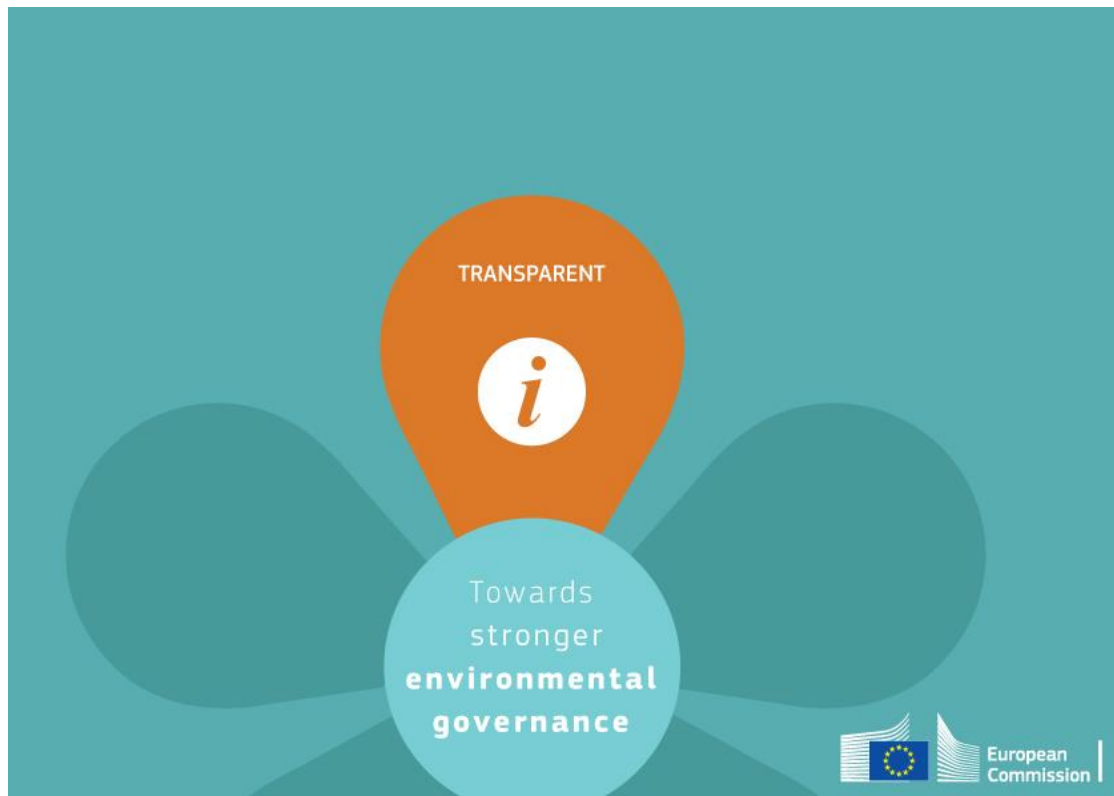 TRANSPARENT
i
Towards
stronger
environmental
governance
European
Commission